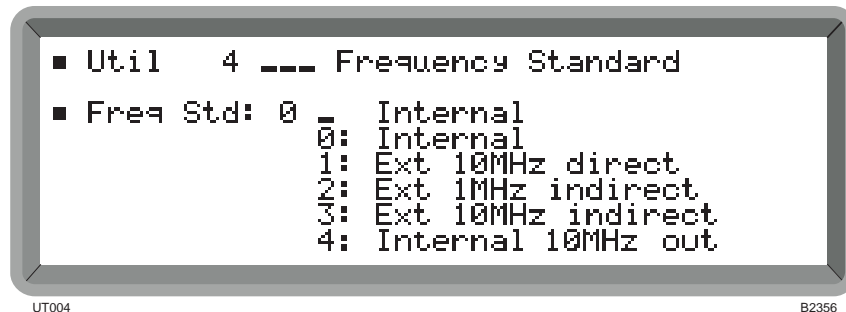 ■ Util 4 ___ Frequency Standard
■ Freq Std: 0 _ Internal
0: Internal
1: Ext 10MHz direct
2: Ext 1MHz indirect
3: Ext 10MHz indirect
4: Internal 10MHz out
UT004 B2356